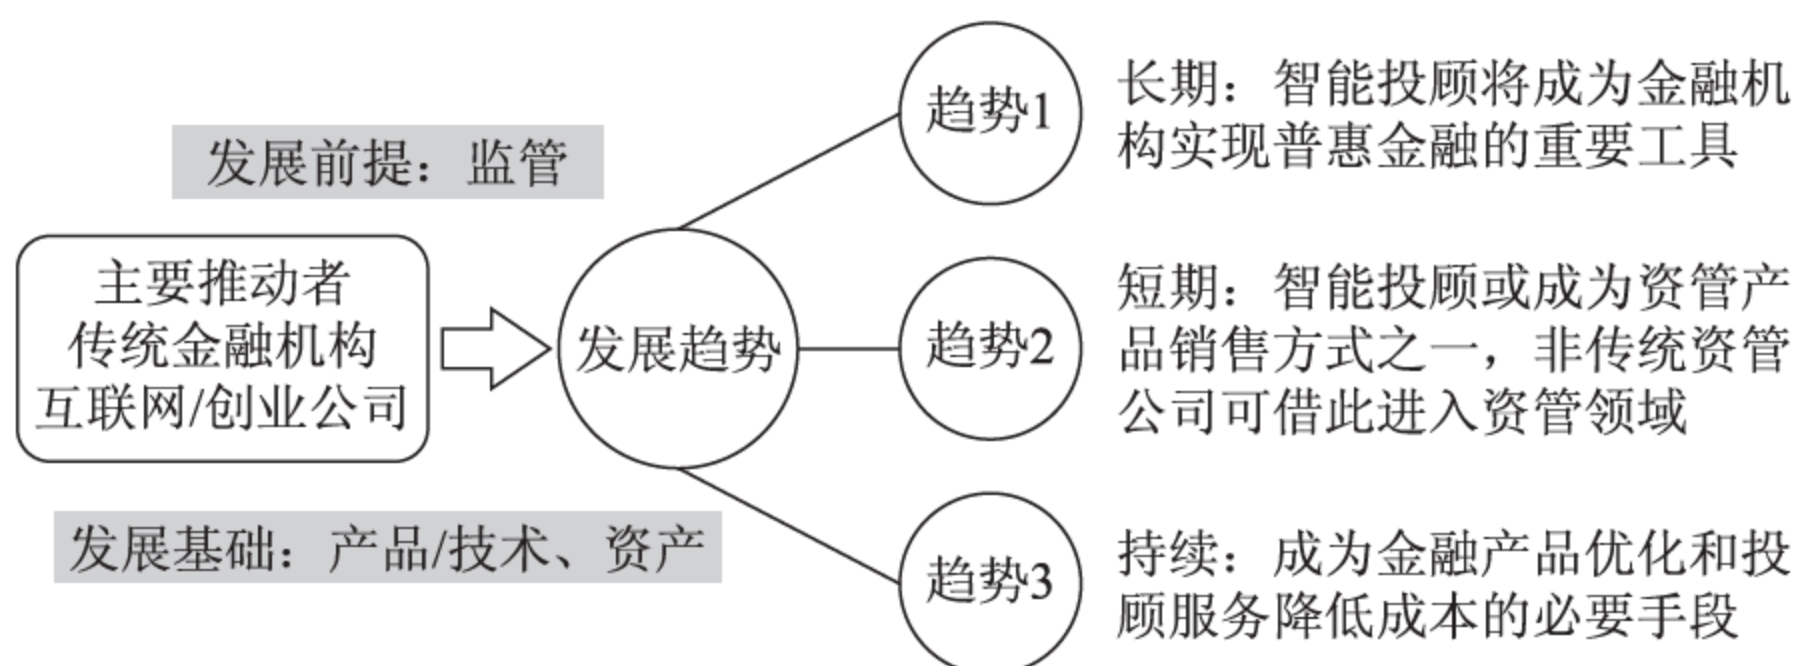 发展前提：监管
主要推动者
传统金融机构
互联网/创业公司
发展基础：产品/技术、资产
发展趋势
趋势1
长期：智能投顾将成为金融机
构实现普惠金融的重要工具
趋势2
短期：智能投顾或成为资管产
品销售方式之一，非传统资管
公司可借此进入资管领域
趋势3
持续：成为金融产品优化和投
顾服务降低成本的必要手段